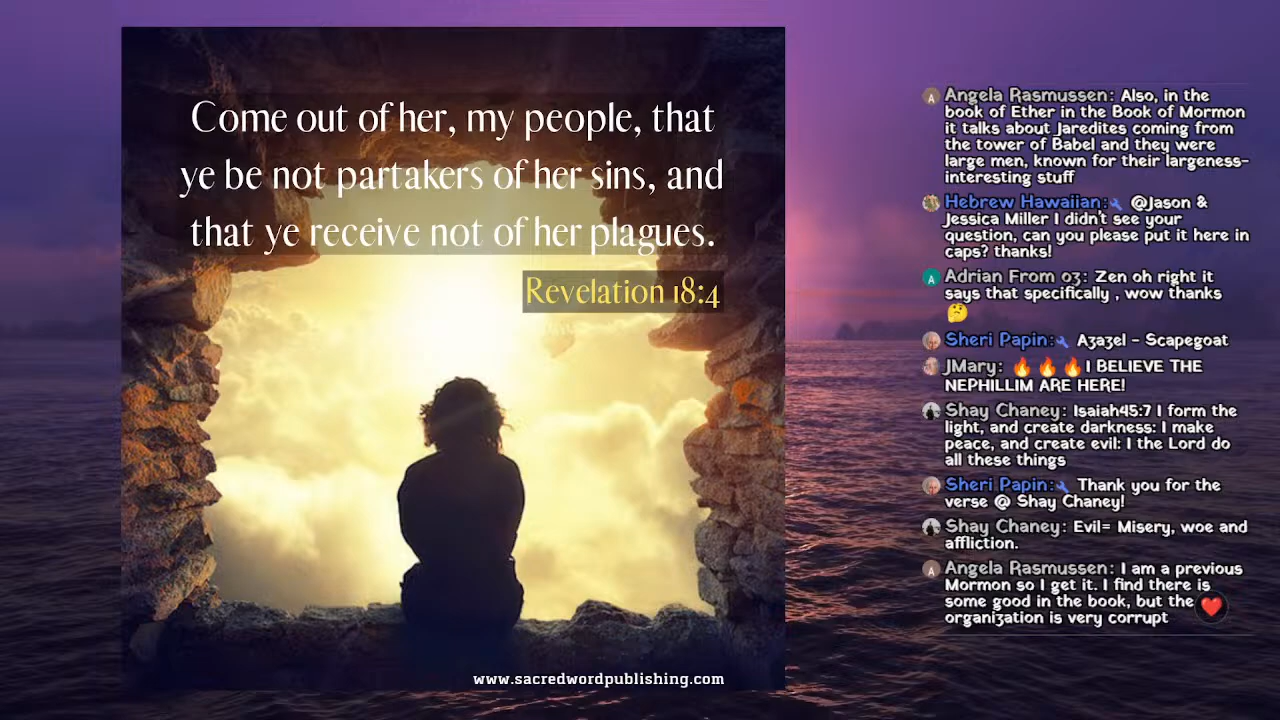 Come out of her, my people, that
ye be not partakers of her sins, and
that ye receive not of her plagues.
Revelation 18:4
www.sacredwordpublishing.com
A Angela Rasmussen: Also, in the
book of Ether in the Book of Mormon
it talks about Jaredites coming from
the tower of Babel and they were
large men, known for their largeness-
interesting stuff
Hebrew Hawaiian: @Jason &
Jessica Miller I didn't see your
question, can you please put it here in
caps? thanks!
A Adrian From 03: Zen oh right it
says that specifically , wow thanks
🤔
Sheri Papin: Azazel - Scapegoat
JMary: 🔥🔥🔥I BELIEVE THE
NEPHILLIM ARE HERE!
Shay Chaney: Isaiah45:7 I form the
light, and create darkness: I make
peace, and create evil: I the Lord do
all these things
Sheri Papin: Thank you for the
verse @ Shay Chaney!
Shay Chaney: Evil= Misery, woe and
affliction.
A Angela Rasmussen: I am a previous
Mormon so I get it. I find there is
some good in the book, but the
organization is very corrupt